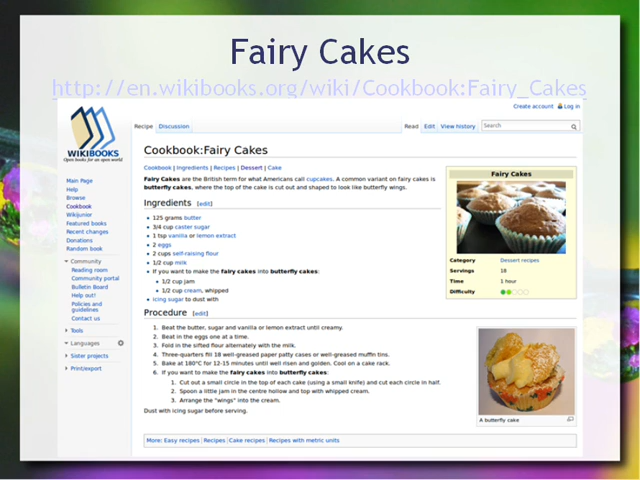 Fairy Cakes
http://en.wikibooks.org/wiki/Cookbook:Fairy_Cakes
Create account Log in
WIKIBOOKS
Open books for an open world
Recipe Discussion
Read Edit View history
Search
Main Page
Help
Browse
Cookbook
Wikijunior
Featured books
Recent changes
Donations
Random book
Community
Reading room
Community portal
Bulletin Board
Help out!
Policies and
guidelines
Contact us
Tools
Languages
Sister projects
Print/export
Cookbook:Fairy Cakes
Cookbook | Ingredients | Recipes | Dessert | Cake
Fairy Cakes are the British term for what Americans call cupcakes. A common variant on fairy cakes is
butterfly cakes, where the top of the cake is cut out and shaped to look like butterfly wings.
Ingredients [edit]
125 grams butter
3/4 cup caster sugar
1 tsp vanilla or lemon extract
2 eggs
2 cups self-raising flour
1/2 cup milk
If you want to make the fairy cakes into butterfly cakes:
1/2 cup jam
1/2 cup cream, whipped
Icing sugar to dust with
Fairy Cakes
Category Dessert recipes
Servings 18
Time 1 hour
Difficulty
Procedure [edit]
1. Beat the butter, sugar and vanilla or lemon extract until creamy.
2. Beat in the eggs one at a time.
3. Fold in the sifted flour alternately with the milk.
4. Three-quarters fill 18 well-greased paper patty cases or well-greased muffin tins.
5. Bake at 180°C for 12-15 minutes until well risen and golden. Cool on a cake rack.
6. If you want to make the fairy cakes into butterfly cakes:
1. Cut out a small circle in the top of each cake (using a small knife) and cut each circle in half.
2. Spoon a little jam in the centre hollow and top with whipped cream.
3. Arrange the "wings" into the cream.
Dust with icing sugar before serving.
A butterfly cake
More: Easy recipes | Recipes | Cake recipes | Recipes with metric units